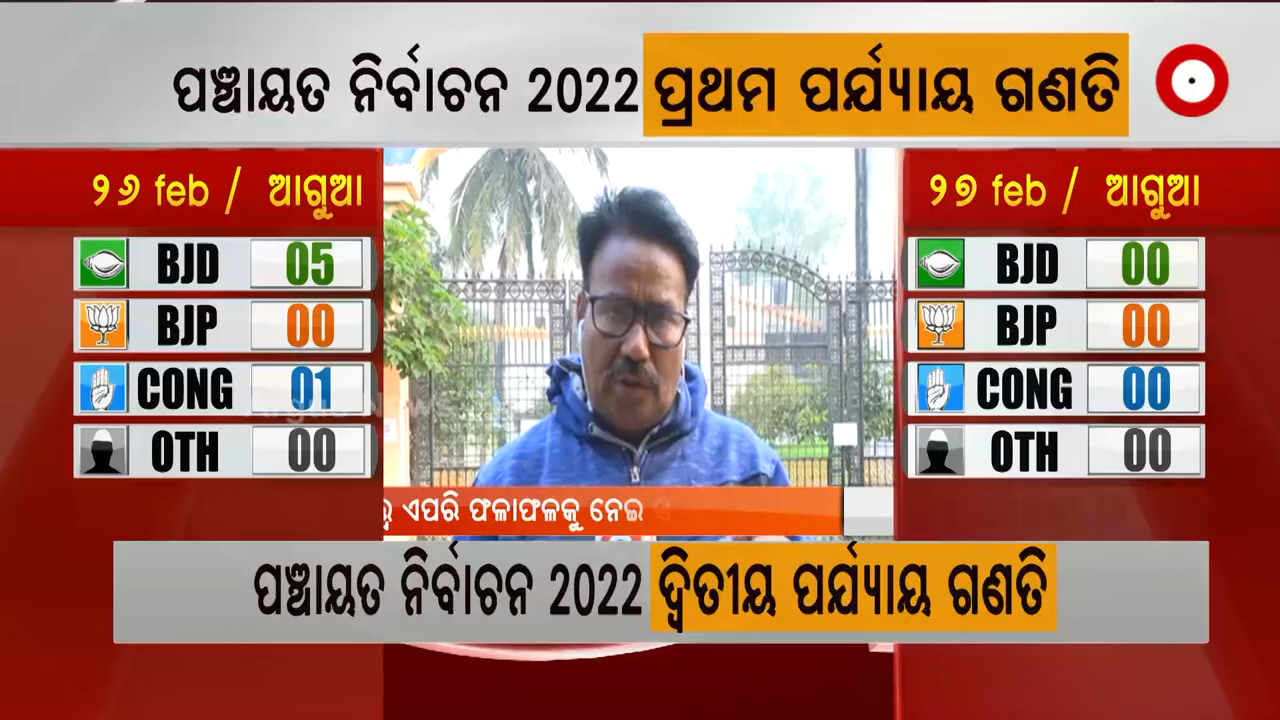 ପଞ୍ଚାୟତ ନିର୍ବାଚନ 2022 ପ୍ରଥମ ପର୍ଯ୍ୟାୟ ଗଣତି
୨୬ feb / ଆଗୁଆ
BJD 05
BJP 00
CONG 01
OTH 00
୨୭ feb / ଆଗୁଆ
BJD 00
BJP 00
CONG 00
OTH 00
ଏପରି ଫଳାଫଳକୁ ନେଇ
ପଞ୍ଚାୟତ ନିର୍ବାଚନ 2022 ଦ୍ୱିତୀୟ ପର୍ଯ୍ୟାୟ ଗଣତି